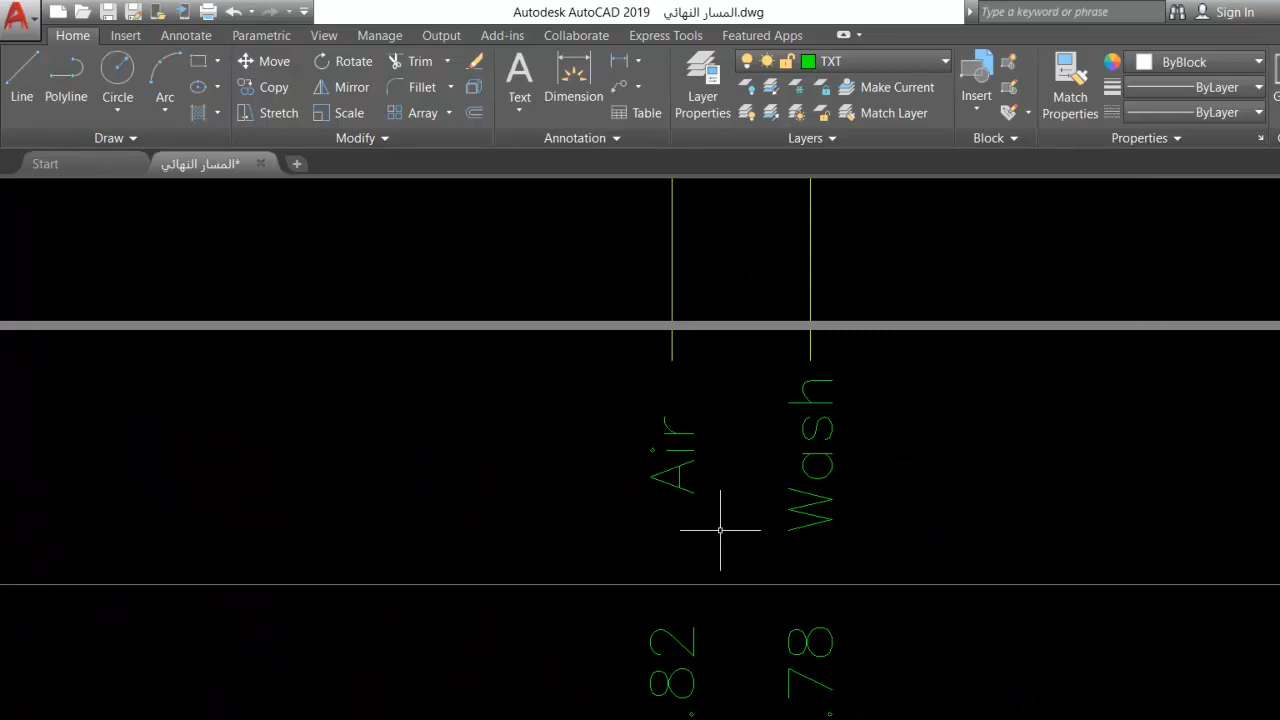 Autodesk AutoCAD 2019 المسار النهائي.dwg
Type a keyword or phrase
Sign In
Home Insert Annotate Parametric View Manage Output Add-ins Collaborate Express Tools Featured Apps
Line Polyline Circle Arc
Move Rotate Trim
Copy Mirror Fillet
Stretch Scale Array
Text Dimension Table
Layer Properties
TXT
Make Current
Match Layer
Insert
Match Properties
ByBlock
ByLayer
ByLayer
Draw Modify Annotation Layers Block Properties
Start المسار النهائي*
Air Wash
.82 .78